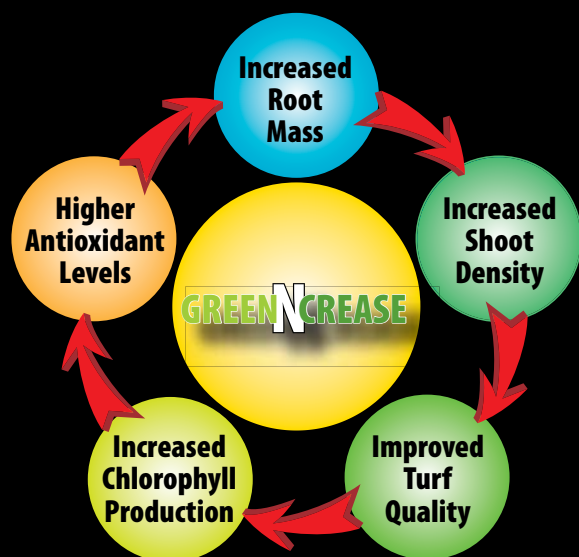 Increased
Root
Mass
Increased
Shoot
Density
Improved
Turf
Quality
Increased
Chlorophyll
Production
Higher
Antioxidant
Levels
GREENNCREASE